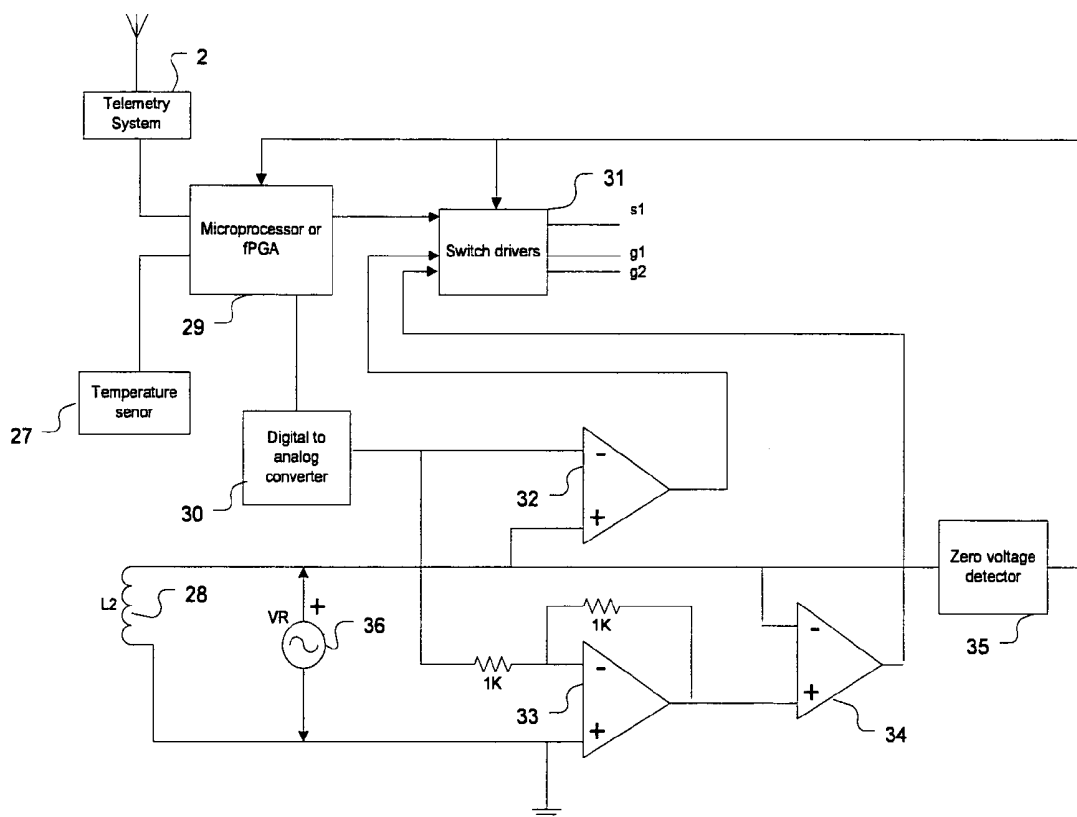 2
Telemetry
System
31
s1
Microprocessor or
fPGA
Switch drivers
g1
g2
29
Temperature
senor
27
Digital to
analog
converter
30
-
32
+
Zero voltage
detector
35
L2
28
VR
+
36
1K
1K
-
33
+
-
+
34